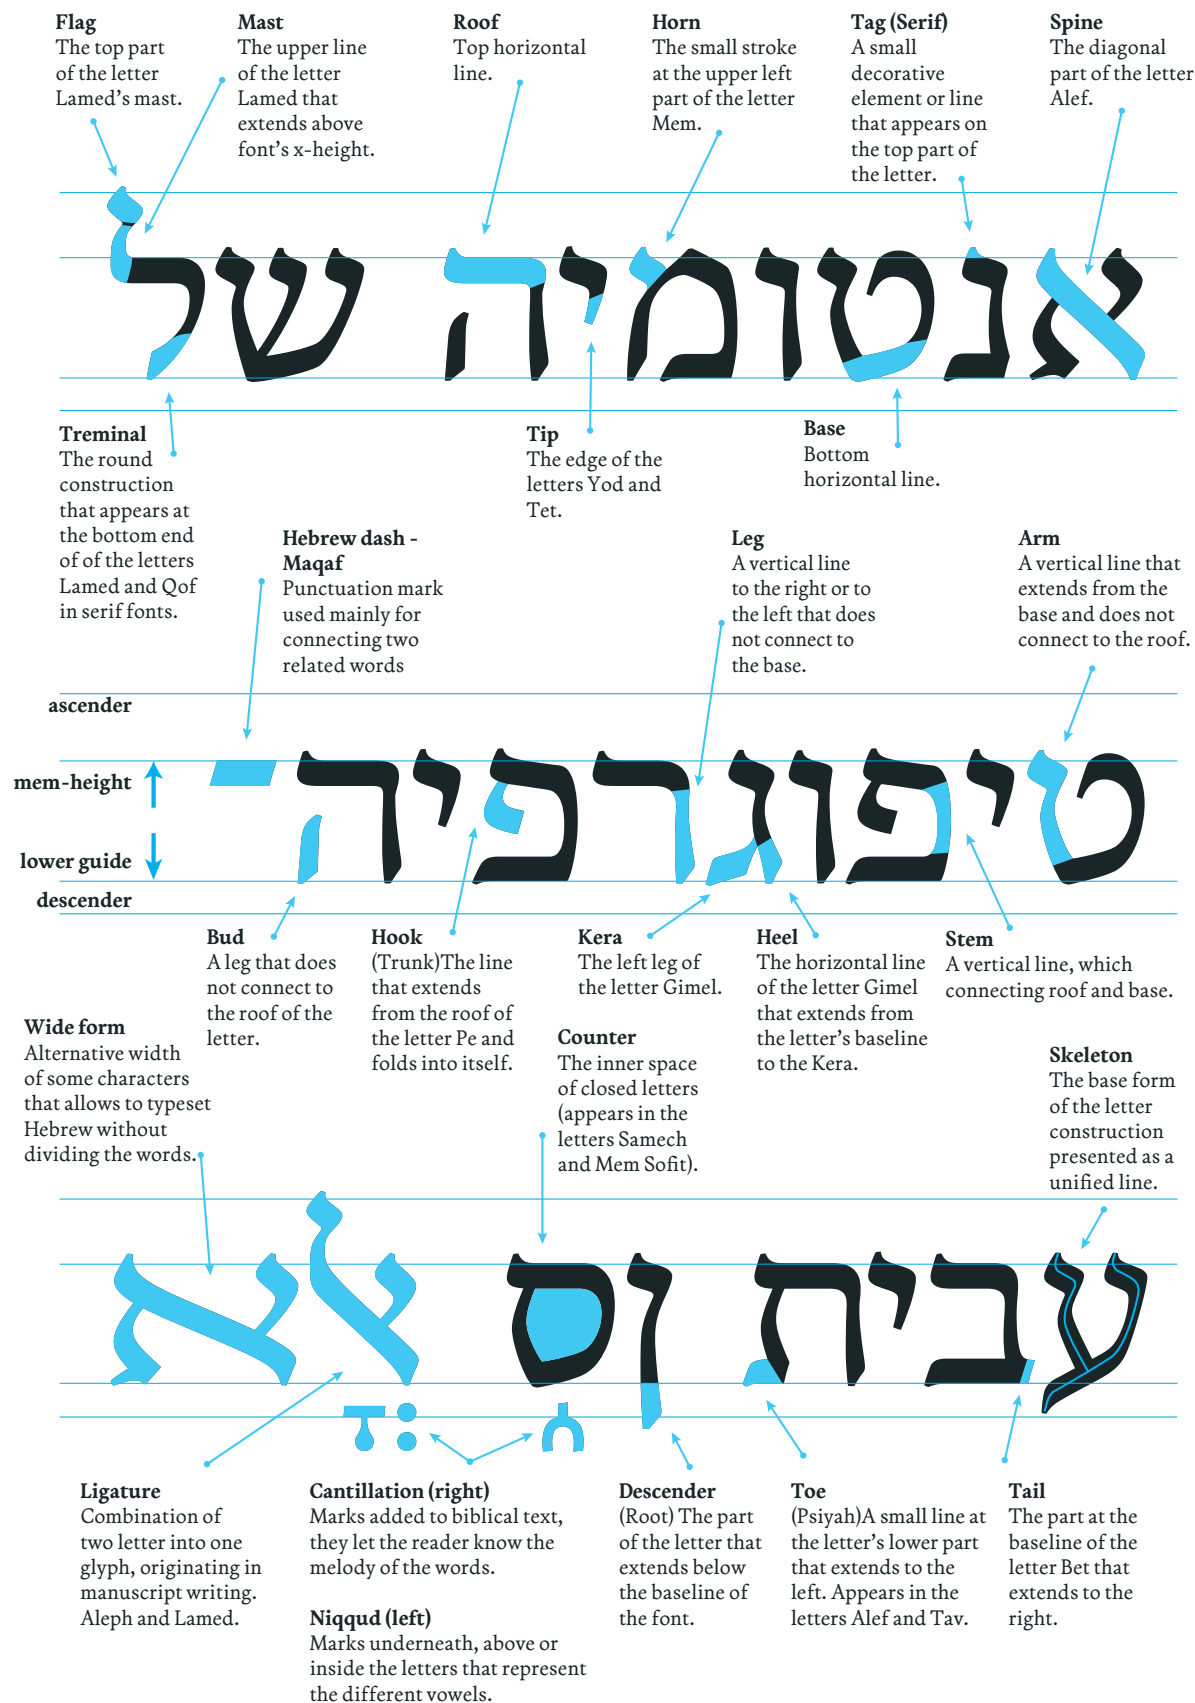 Flag
The top part
of the letter
Lamed’s mast.
Mast
The upper line
of the letter
Lamed that
extends above
font’s x-height.
Roof
Top horizontal
line.
Horn
The small stroke
at the upper left
part of the letter
Mem.
Tag (Serif)
A small
decorative
element or line
that appears on
the top part of
the letter.
Spine
The diagonal
part of the letter
Alef.
אנטומיה של
Treminal
The round
construction
that appears at
the bottom end
of of the letters
Lamed and Qof
in serif fonts.
Tip
The edge of the
letters Yod and
Tet.
Base
Bottom
horizontal line.
Hebrew dash -
Maqaf
Punctuation mark
used mainly for
connecting two
related words
Leg
A vertical line
to the right or to
the left that does
not connect to
the base.
Arm
A vertical line that
extends from the
base and does not
connect to the roof.
ascender
mem-height
lower guide
descender
טיפוגרפיה־
Bud
A leg that does
not connect to
the roof of the
letter.
Hook
(Trunk)The line
that extends
from the roof of
the letter Pe and
folds into itself.
Kera
The left leg of
the letter Gimel.
Heel
The horizontal line
of the letter Gimel
that extends from
the letter’s baseline
to the Kera.
Stem
A vertical line, which
connecting roof and base.
Wide form
Alternative width
of some characters
that allows to typeset
Hebrew without
dividing the words.
Counter
The inner space
of closed letters
(appears in the
letters Samech
and Mem Sofit).
Skeleton
The base form
of the letter
construction
presented as a
unified line.
עבית ןס ﭏ ﬡ
Ligature
Combination of
two letter into one
glyph, originating in
manuscript writing.
Aleph and Lamed.
Cantillation (right)
Marks added to biblical text,
they let the reader know the
melody of the words.
Niqqud (left)
Marks underneath, above or
inside the letters that represent
the different vowels.
Descender
(Root) The part
of the letter that
extends below
the baseline of
the font.
Toe
(Psiyah)A small line at
the letter’s lower part
that extends to the
left. Appears in the
letters Alef and Tav.
Tail
The part at the
baseline of the
letter Bet that
extends to the
right.